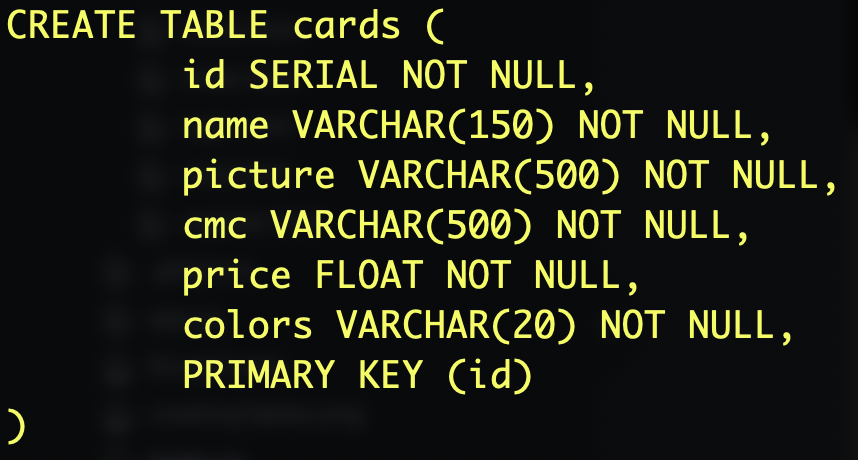 CREATE TABLE cards (
        id SERIAL NOT NULL,
        name VARCHAR(150) NOT NULL,
        picture VARCHAR(500) NOT NULL,
        cmc VARCHAR(500) NOT NULL,
        price FLOAT NOT NULL,
        colors VARCHAR(20) NOT NULL,
        PRIMARY KEY (id)
)